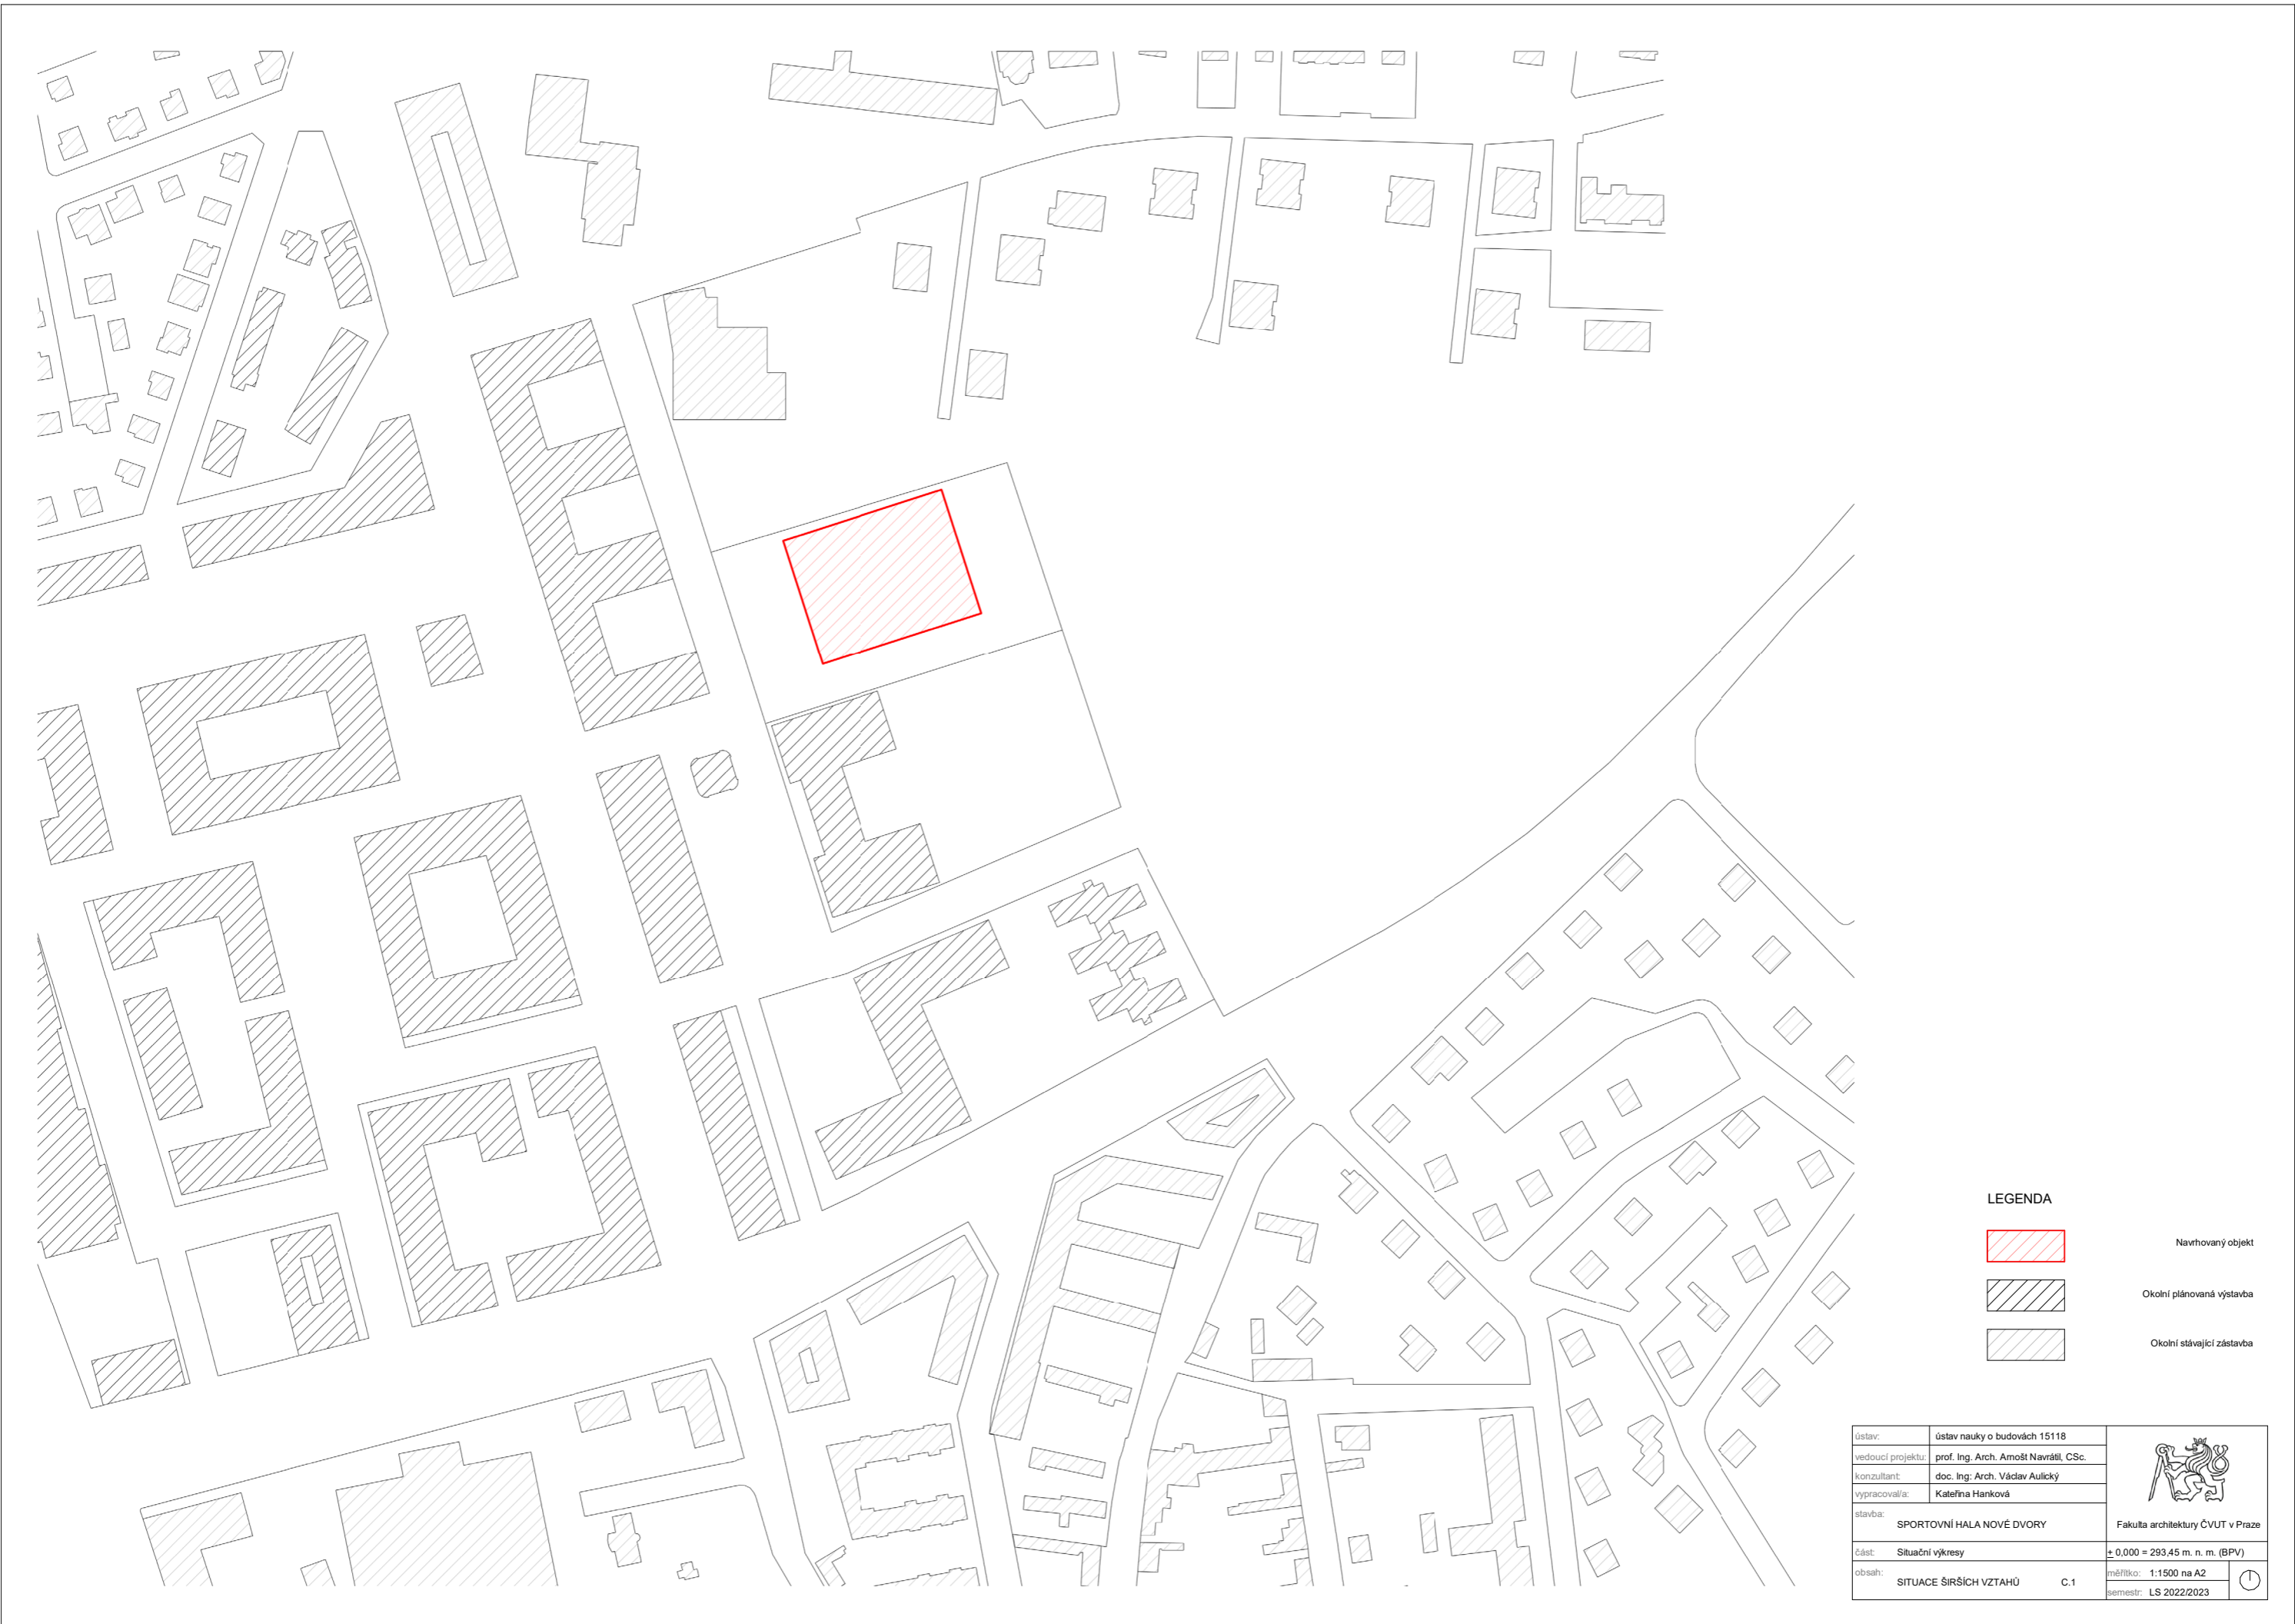 LEGENDA
Navrhovaný objekt
Okolní plánovaná výstavba
Okolní stávající zástavba
ústav: ústav nauky o budovách 15118
vedoucí projektu: prof. Ing. Arch. Arnošt Navrátil, CSc.
konzultant: doc. Ing: Arch. Václav Aulický
vypracoval/a: Kateřina Hanková
stavba: SPORTOVNÍ HALA NOVÉ DVORY
Fakulta architektury ČVUT v Praze
část: Situační výkresy
± 0,000 = 293,45 m. n. m. (BPV)
obsah: SITUACE ŠIRŠÍCH VZTAHŮ C.1
měřítko: 1:1500 na A2
semestr: LS 2022/2023